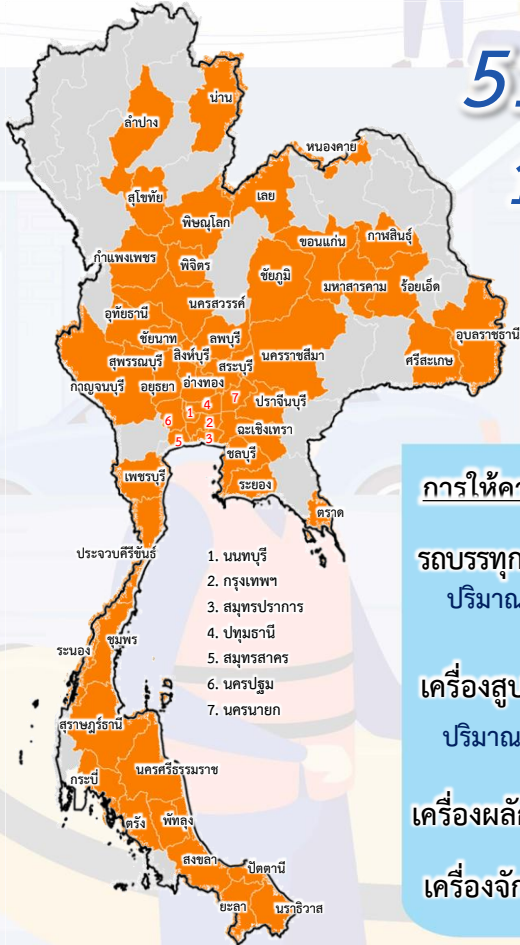 น่าน
ลำปาง
หนองคาย
สุโขทัย
เลย
พิษณุโลก
ขอนแก่น
กาฬสินธุ์
กำแพงเพชร
พิจิตร
ชัยภูมิ
มหาสารคาม
ร้อยเอ็ด
นครสวรรค์
อุทัยธานี
ชัยนาท
ลพบุรี
อุบลราชธานี
สุพรรณบุรี
สิงห์บุรี
สระบุรี
นครราชสีมา
ศรีสะเกษ
กาญจนบุรี
อยุธยา
อ่างทอง
ปราจีนบุรี
7
4
1
6
2
ฉะเชิงเทรา
5
3
ชลบุรี
เพชรบุรี
ระยอง
ตราด
ประจวบคีรีขันธ์
1. นนทบุรี
2. กรุงเทพฯ
3. สมุทรปราการ
4. ปทุมธานี
5. สมุทรสาคร
6. นครปฐม
7. นครนายก
ชุมพร
ระนอง
สุราษฎร์ธานี
นครศรีธรรมราช
กระบี่
ตรัง
พัทลุง
สงขลา
ปัตตานี
ยะลา
นราธิวาส
การให้คว
รถบรรทุก
ปริมาณ
เครื่องสูบ
ปริมาณ
เครื่องผลัก
เครื่องจัก